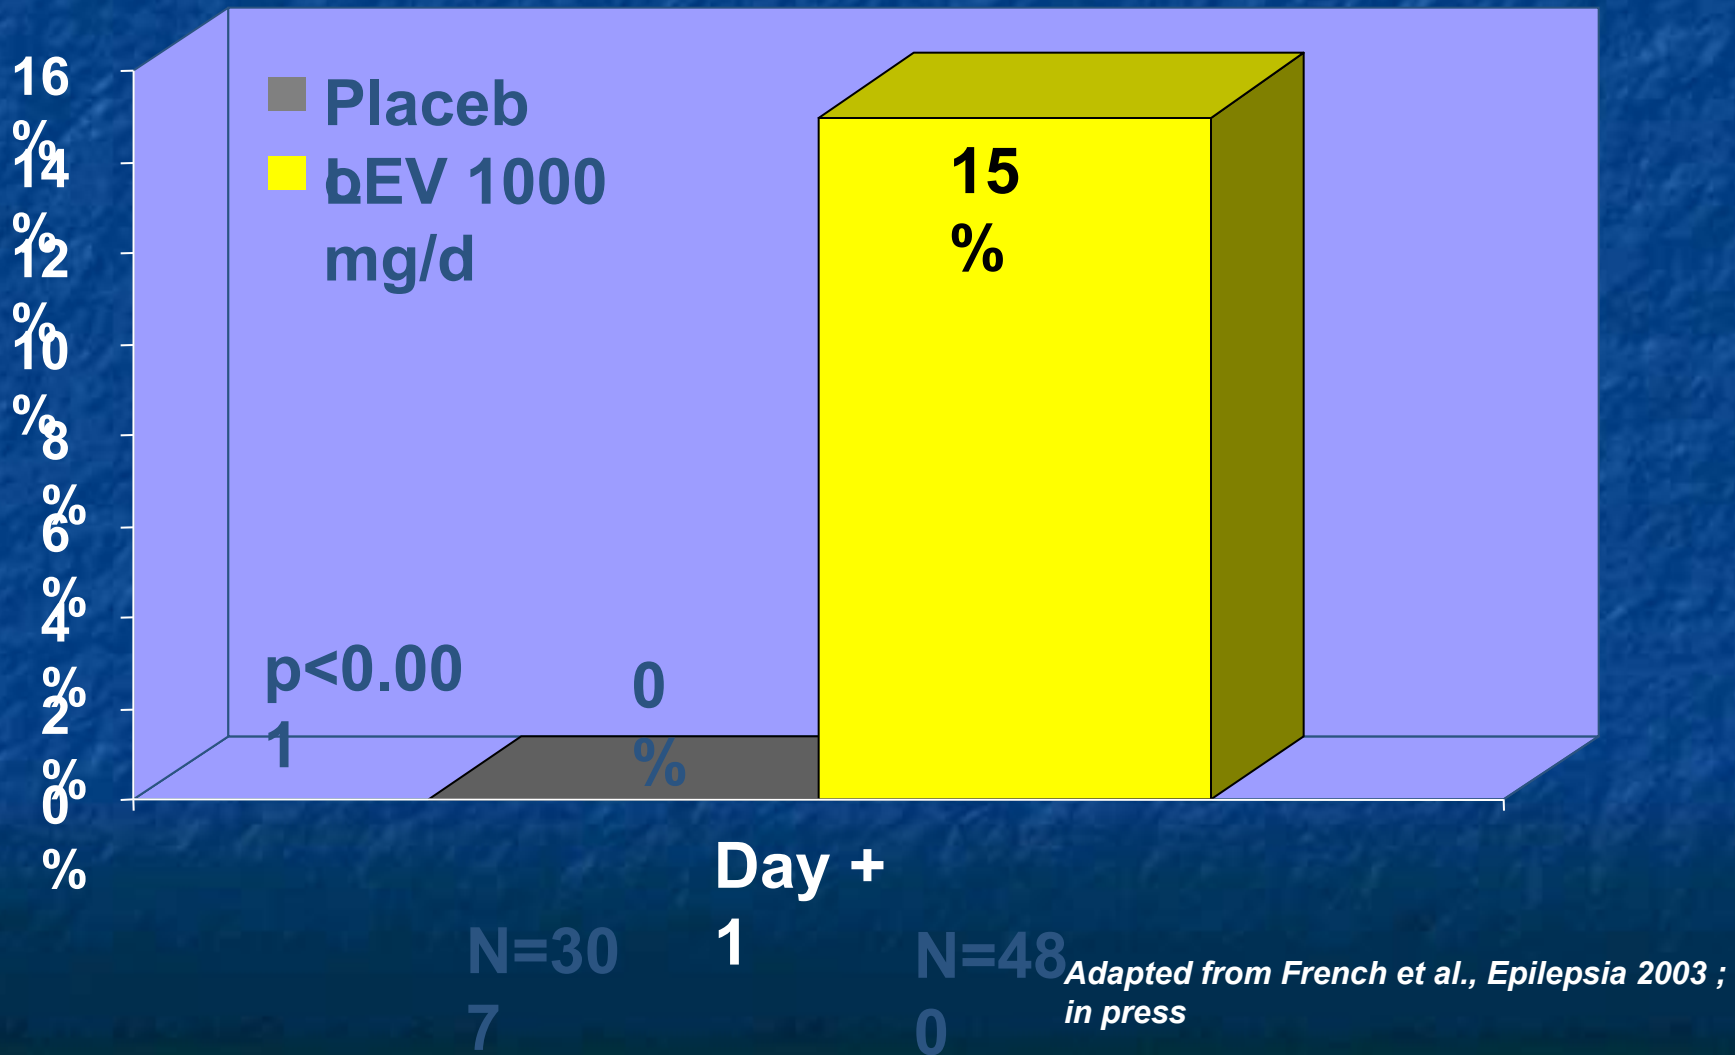 16
%
14
%
12
%
10
%
8
%
6
%
4
%
2
%
0
%
Placeb
o
LEV 1000
mg/d
15
%
p<0.00
1
0
%
Day +
1
N=30
7
N=48
0
Adapted from French et al., Epilepsia 2003 ;
in press